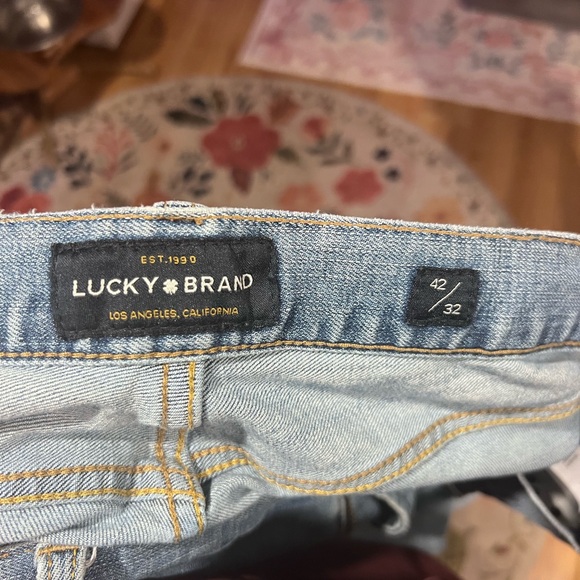 EST.1990
LUCKY BRAND
LOS ANGELES, CALIFORNIA
42/32